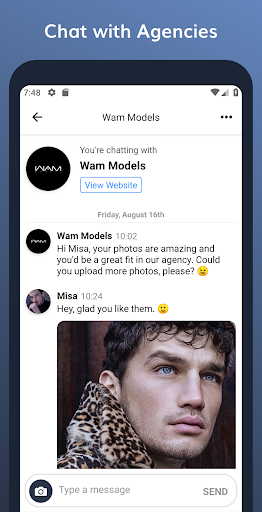 Chat with Agencies
7:48
Wam Models
You're chatting with
WAM
Wam Models
View Website
Friday, August 16th
WAM
Wam Models 10:02
Hi Misa, your photos are amazing and
you'd be a great fit in our agency. Could
you upload more photos, please? 😉
Misa 10:24
Hey, glad you like them. 🙂
Type a message
SEND